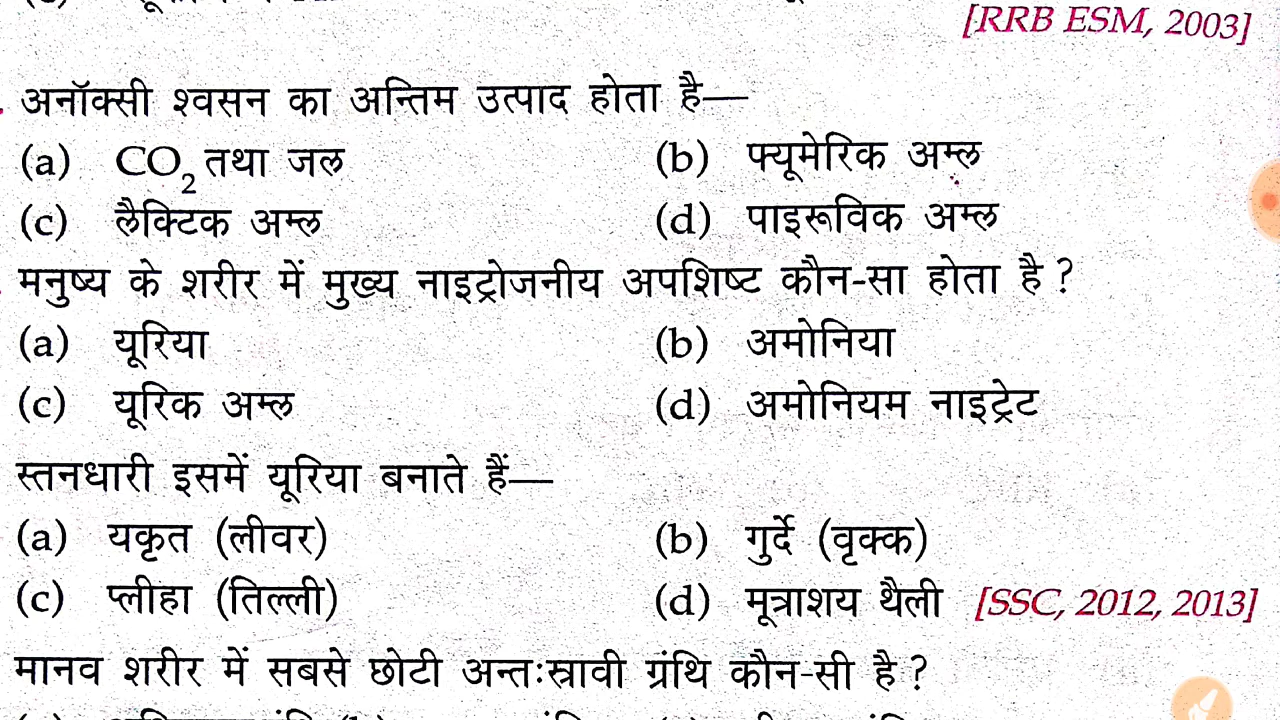 [RRB ESM, 2003]
अनॉक्सी श्वसन का अन्तिम उत्पाद होता है—
(a) CO2 तथा जल (b) फ्यूमेरिक अम्ल
(c) लैक्टिक अम्ल (d) पाइरूविक अम्ल
मनुष्य के शरीर में मुख्य नाइट्रोजनीय अपशिष्ट कौन-सा होता है ?
(a) यूरिया (b) अमोनिया
(c) यूरिक अम्ल (d) अमोनियम नाइट्रेट
स्तनधारी इसमें यूरिया बनाते हैं—
(a) यकृत (लीवर) (b) गुर्दे (वृक्क)
(c) प्लीहा (तिल्ली) (d) मूत्राशय थैली [SSC, 2012, 2013]
मानव शरीर में सबसे छोटी अन्तःस्रावी ग्रंथि कौन-सी है ?